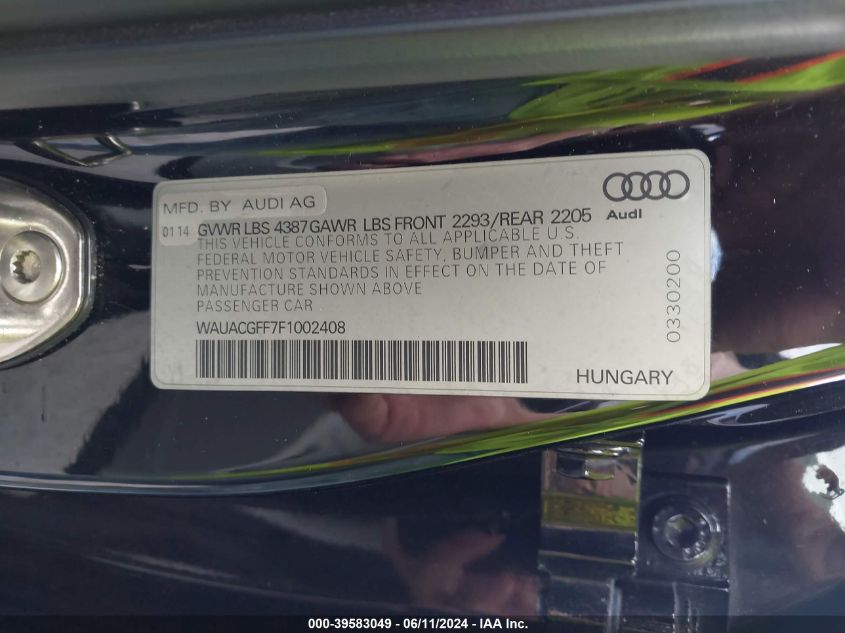 MFD. BY AUDI AG
Audi
01 14 GVWR LBS 4387 GAWR LBS FRONT 2293/REAR 2205
THIS VEHICLE CONFORMS TO ALL APPLICABLE U.S.
FEDERAL MOTOR VEHICLE SAFETY, BUMPER AND THEFT
PREVENTION STANDARDS IN EFFECT ON THE DATE OF
MANUFACTURE SHOWN ABOVE
PASSENGER CAR
WAUACGFF7F1002408
HUNGARY
0330200
000-39583049 - 06/11/2024 - IAA Inc.